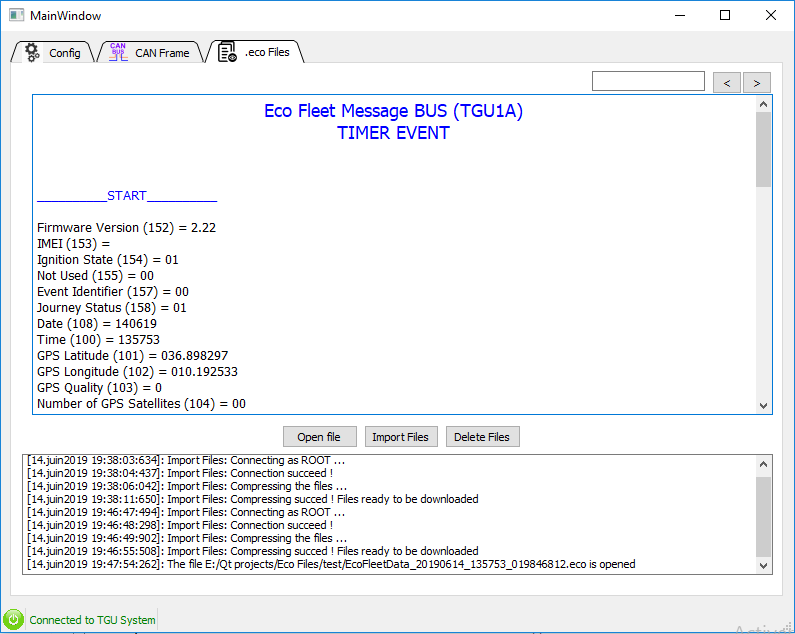 MainWindow
Config
CAN BUS
CAN Frame
.eco Files
< >
Eco Fleet Message BUS (TGU1A)
TIMER EVENT
__________START__________
Firmware Version (152) = 2.22
IMEI (153) =
Ignition State (154) = 01
Not Used (155) = 00
Event Identifier (157) = 00
Journey Status (158) = 01
Date (108) = 140619
Time (100) = 135753
GPS Latitude (101) = 036.898297
GPS Longitude (102) = 010.192533
GPS Quality (103) = 0
Number of GPS Satellites (104) = 00
Open file
Import Files
Delete Files
[14.juin2019 19:38:03:634]: Import Files: Connecting as ROOT ...
[14.juin2019 19:38:04:437]: Import Files: Connection succeed !
[14.juin2019 19:38:06:042]: Import Files: Compressing the files ...
[14.juin2019 19:38:11:650]: Import Files: Compressing succed ! Files ready to be downloaded
[14.juin2019 19:46:47:494]: Import Files: Connecting as ROOT ...
[14.juin2019 19:46:48:298]: Import Files: Connection succeed !
[14.juin2019 19:46:49:902]: Import Files: Compressing the files ...
[14.juin2019 19:46:55:508]: Import Files: Compressing succed ! Files ready to be downloaded
[14.juin2019 19:47:54:262]: The file E:/Qt projects/Eco Files/test/EcoFleetData_20190614_135753_019846812.eco is opened
Connected to TGU System